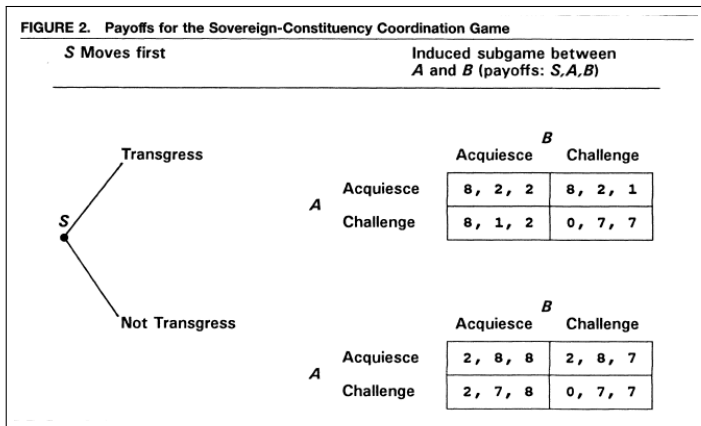 FIGURE 2. Payoffs for the Sovereign-Constituency Coordination Game
S Moves first
Induced subgame between
A and B (payoffs: S,A,B)
B
Transgress
Acquiesce Challenge
Acquiesce 8, 2, 2 8, 2, 1
A
Challenge 8, 1, 2 0, 7, 7
S
B
Not Transgress
Acquiesce Challenge
Acquiesce 2, 8, 8 2, 8, 7
A
Challenge 2, 7, 8 0, 7, 7